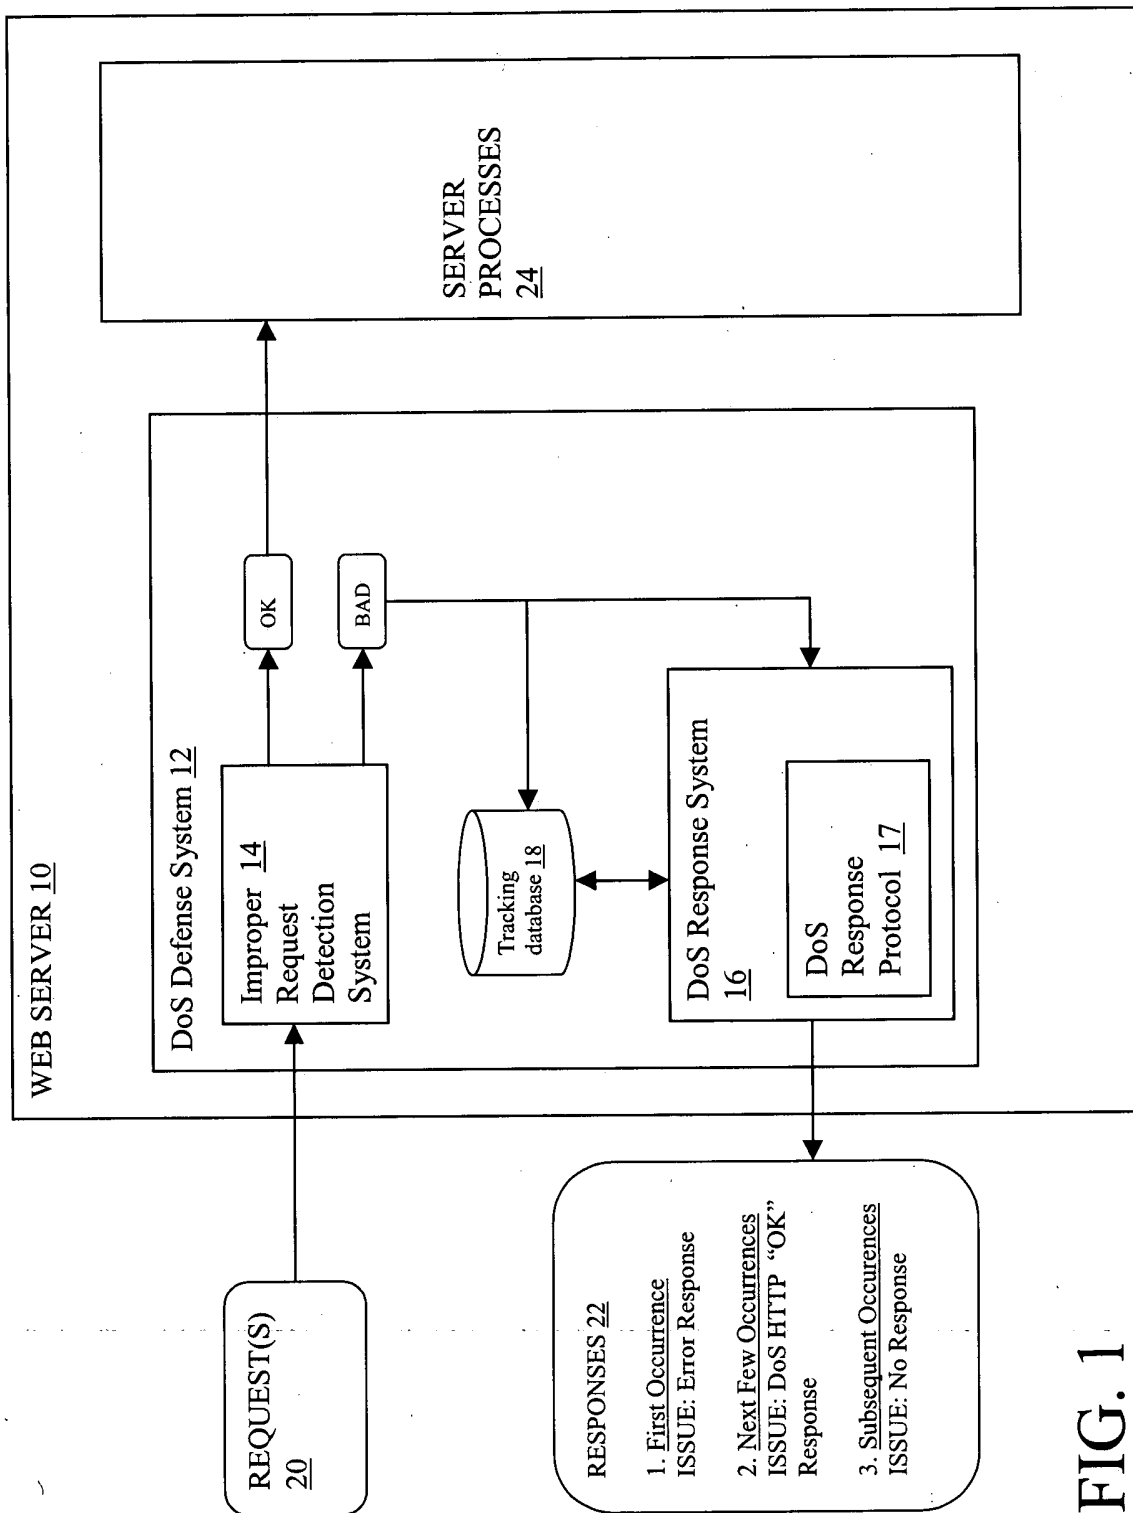 WEB SERVER 10
DoS Defense System 12
REQUEST(S)
20
Improper 14
Request
Detection
System
OK
BAD
SERVER
PROCESSES
24
Tracking
database 18
DoS Response System
16
DoS
Response
Protocol 17
RESPONSES 22
1. First Occurrence
ISSUE: Error Response
2. Next Few Occurrences
ISSUE: DoS HTTP “OK”
Response
3. Subsequent Occurences
ISSUE: No Response
FIG. 1